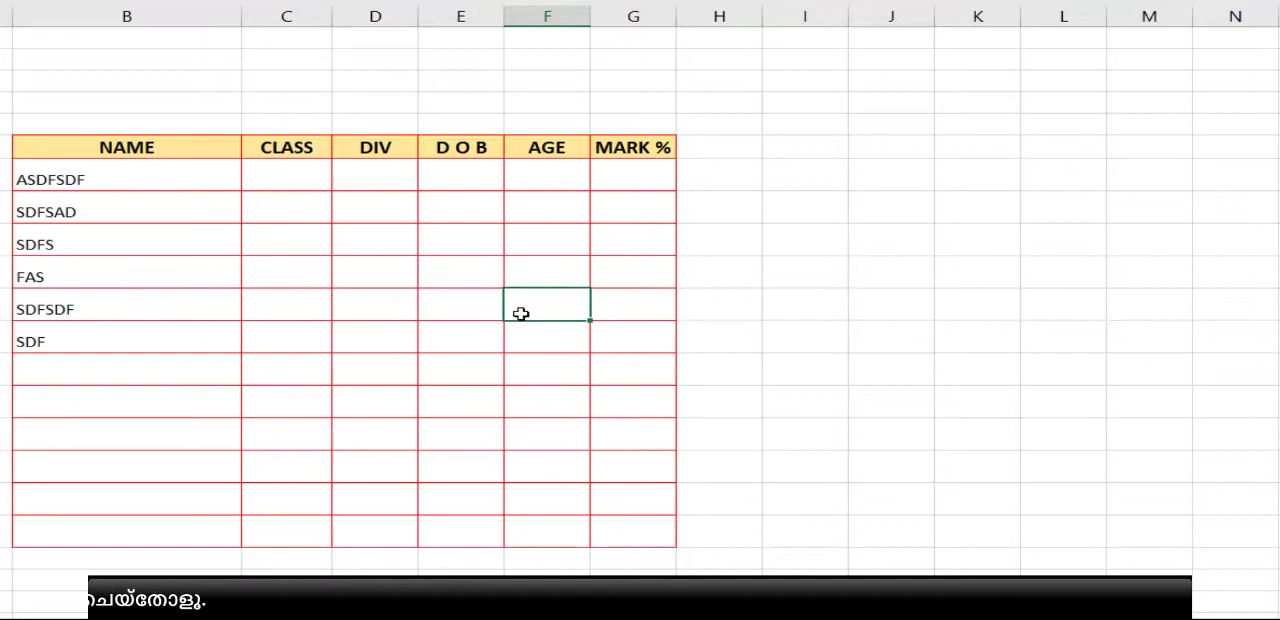 B C D E F G H I J K L M N
NAME CLASS DIV D O B AGE MARK %
ASDFSDF
SDFSAD
SDFS
FAS
SDFSDF
SDF
ചെയ്തോളൂ.